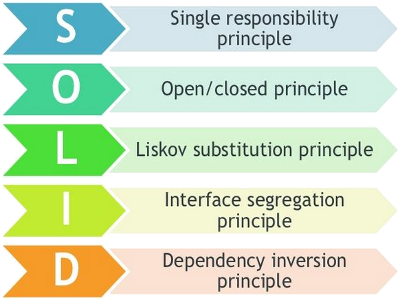 S
Single responsibility
principle
O
Open/closed principle
L
Liskov substitution principle
I
Interface segregation
principle
D
Dependency inversion
principle